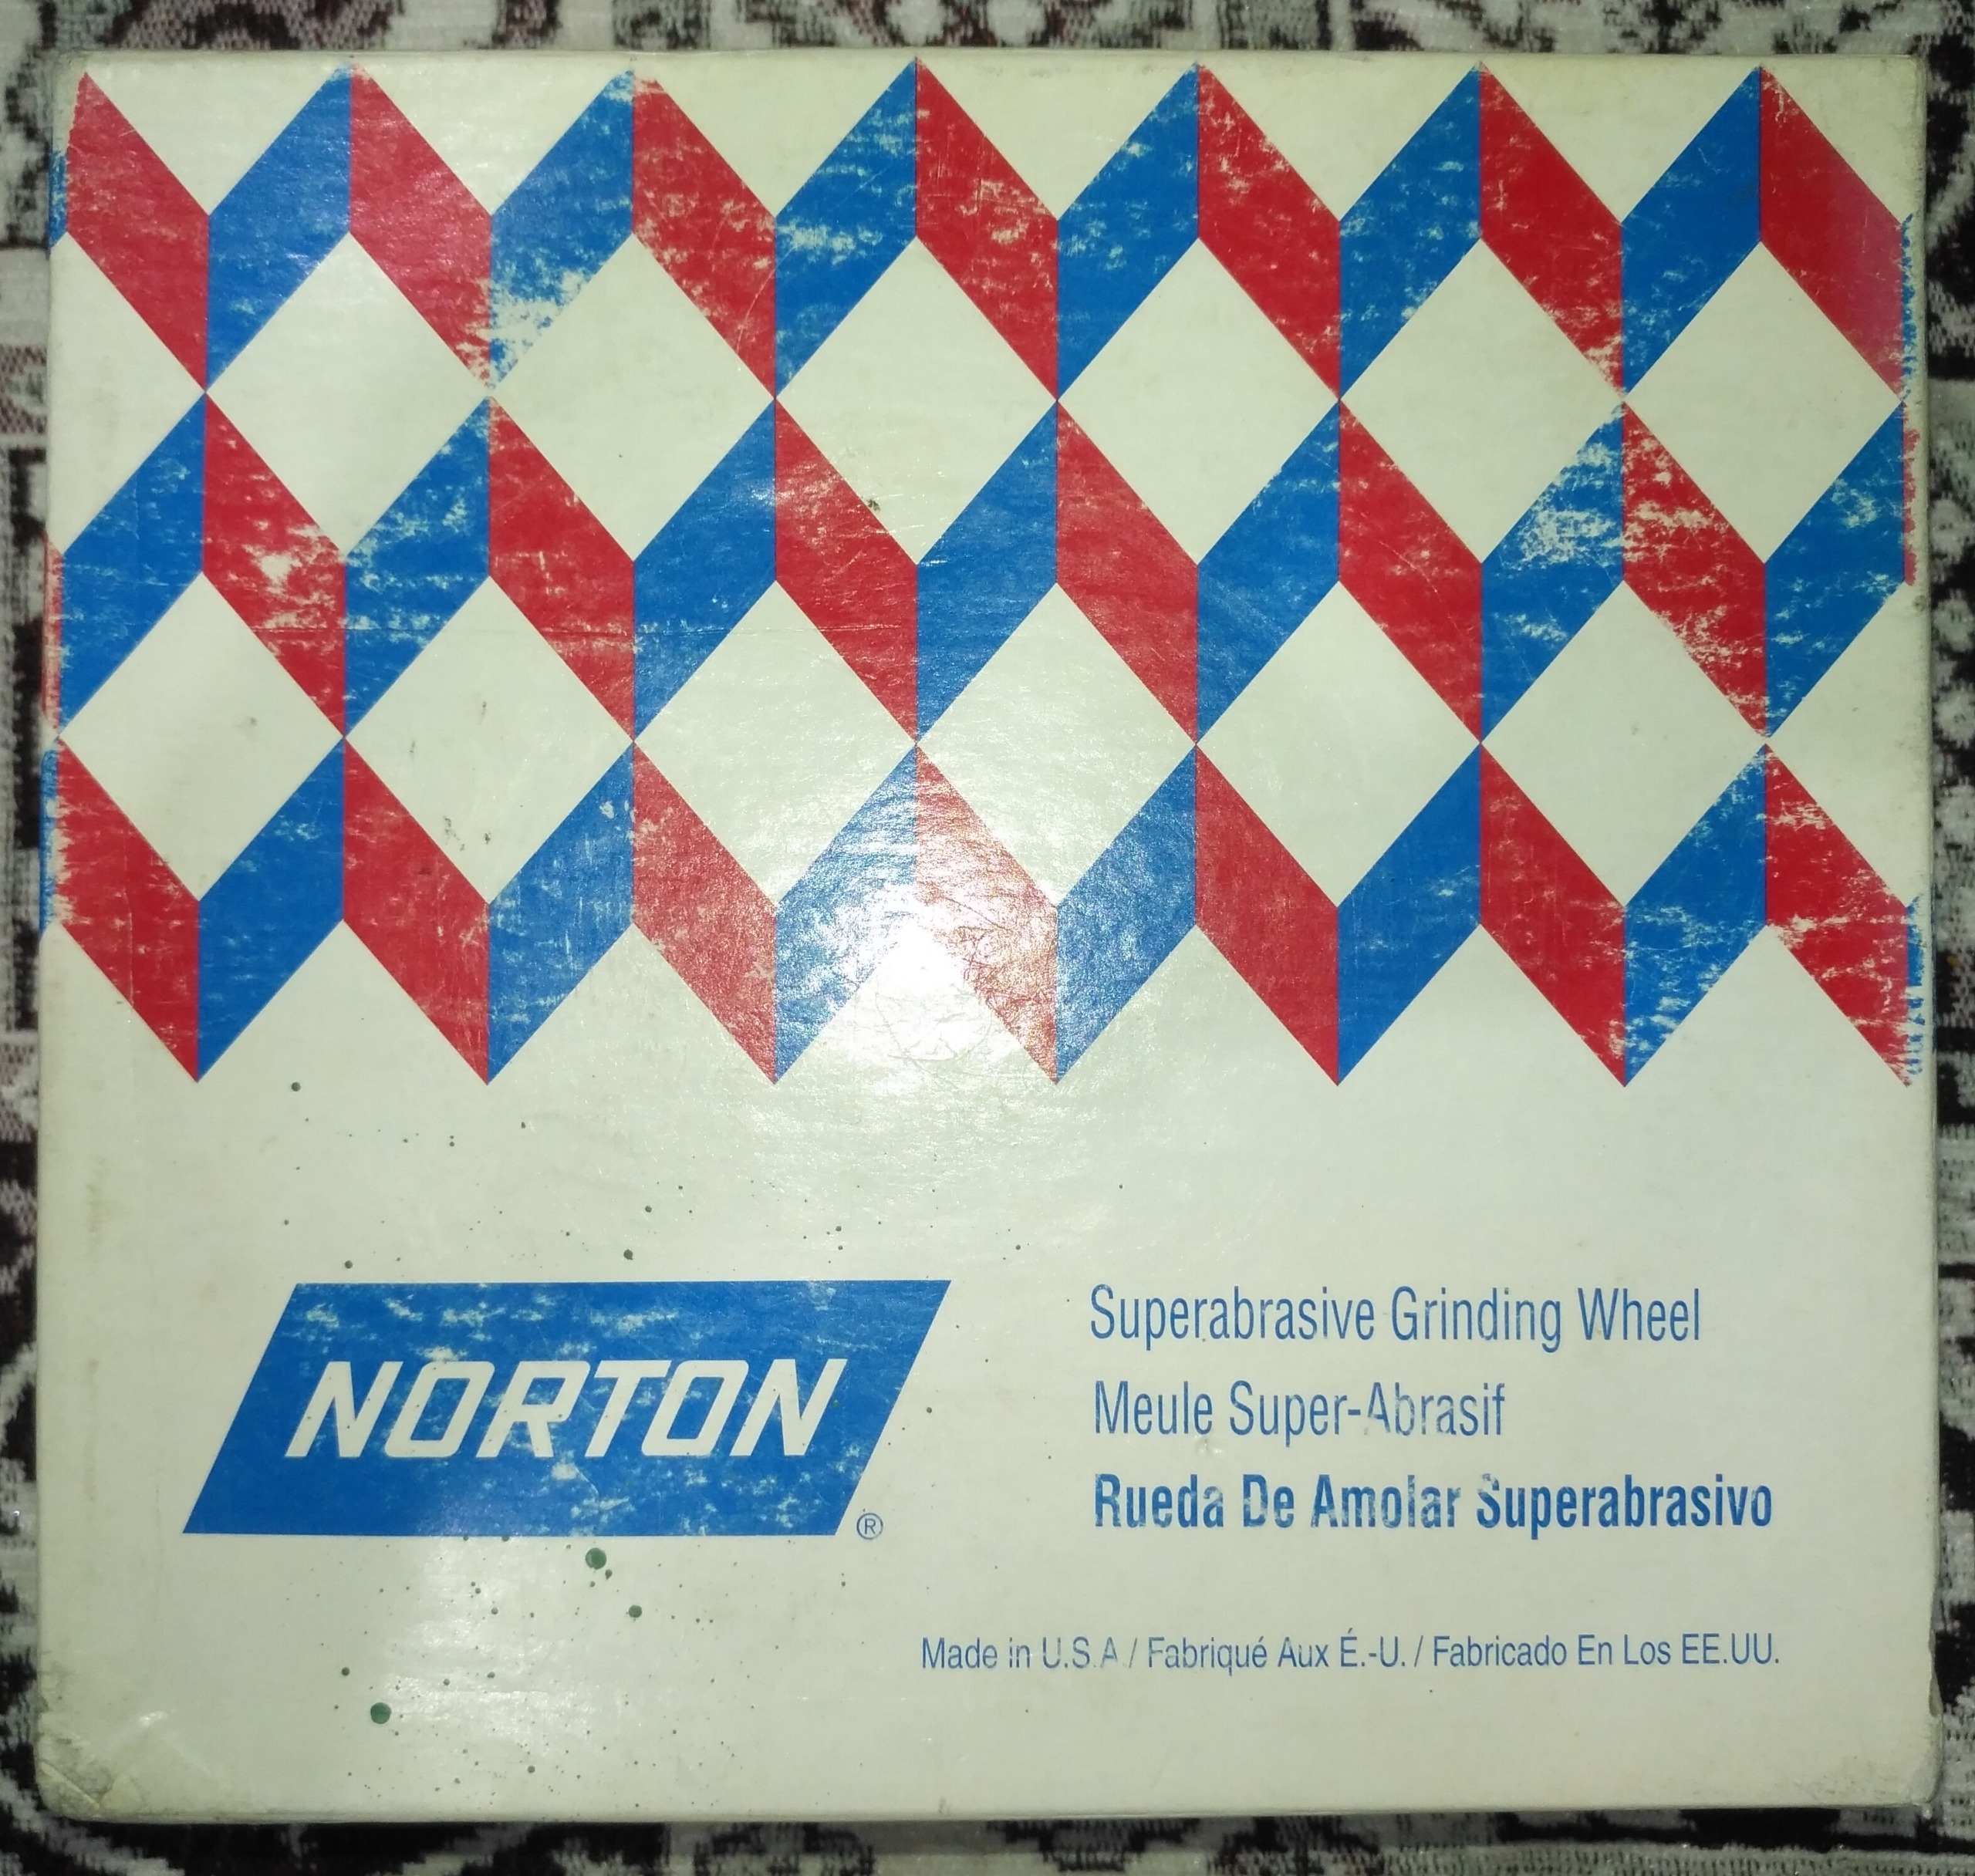 NORTON
®
Superabrasive Grinding Wheel
Meule Super-Abrasif
Rueda De Amolar Superabrasivo
Made in U.S.A / Fabriqué Aux É.-U. / Fabricado En Los EE.UU.